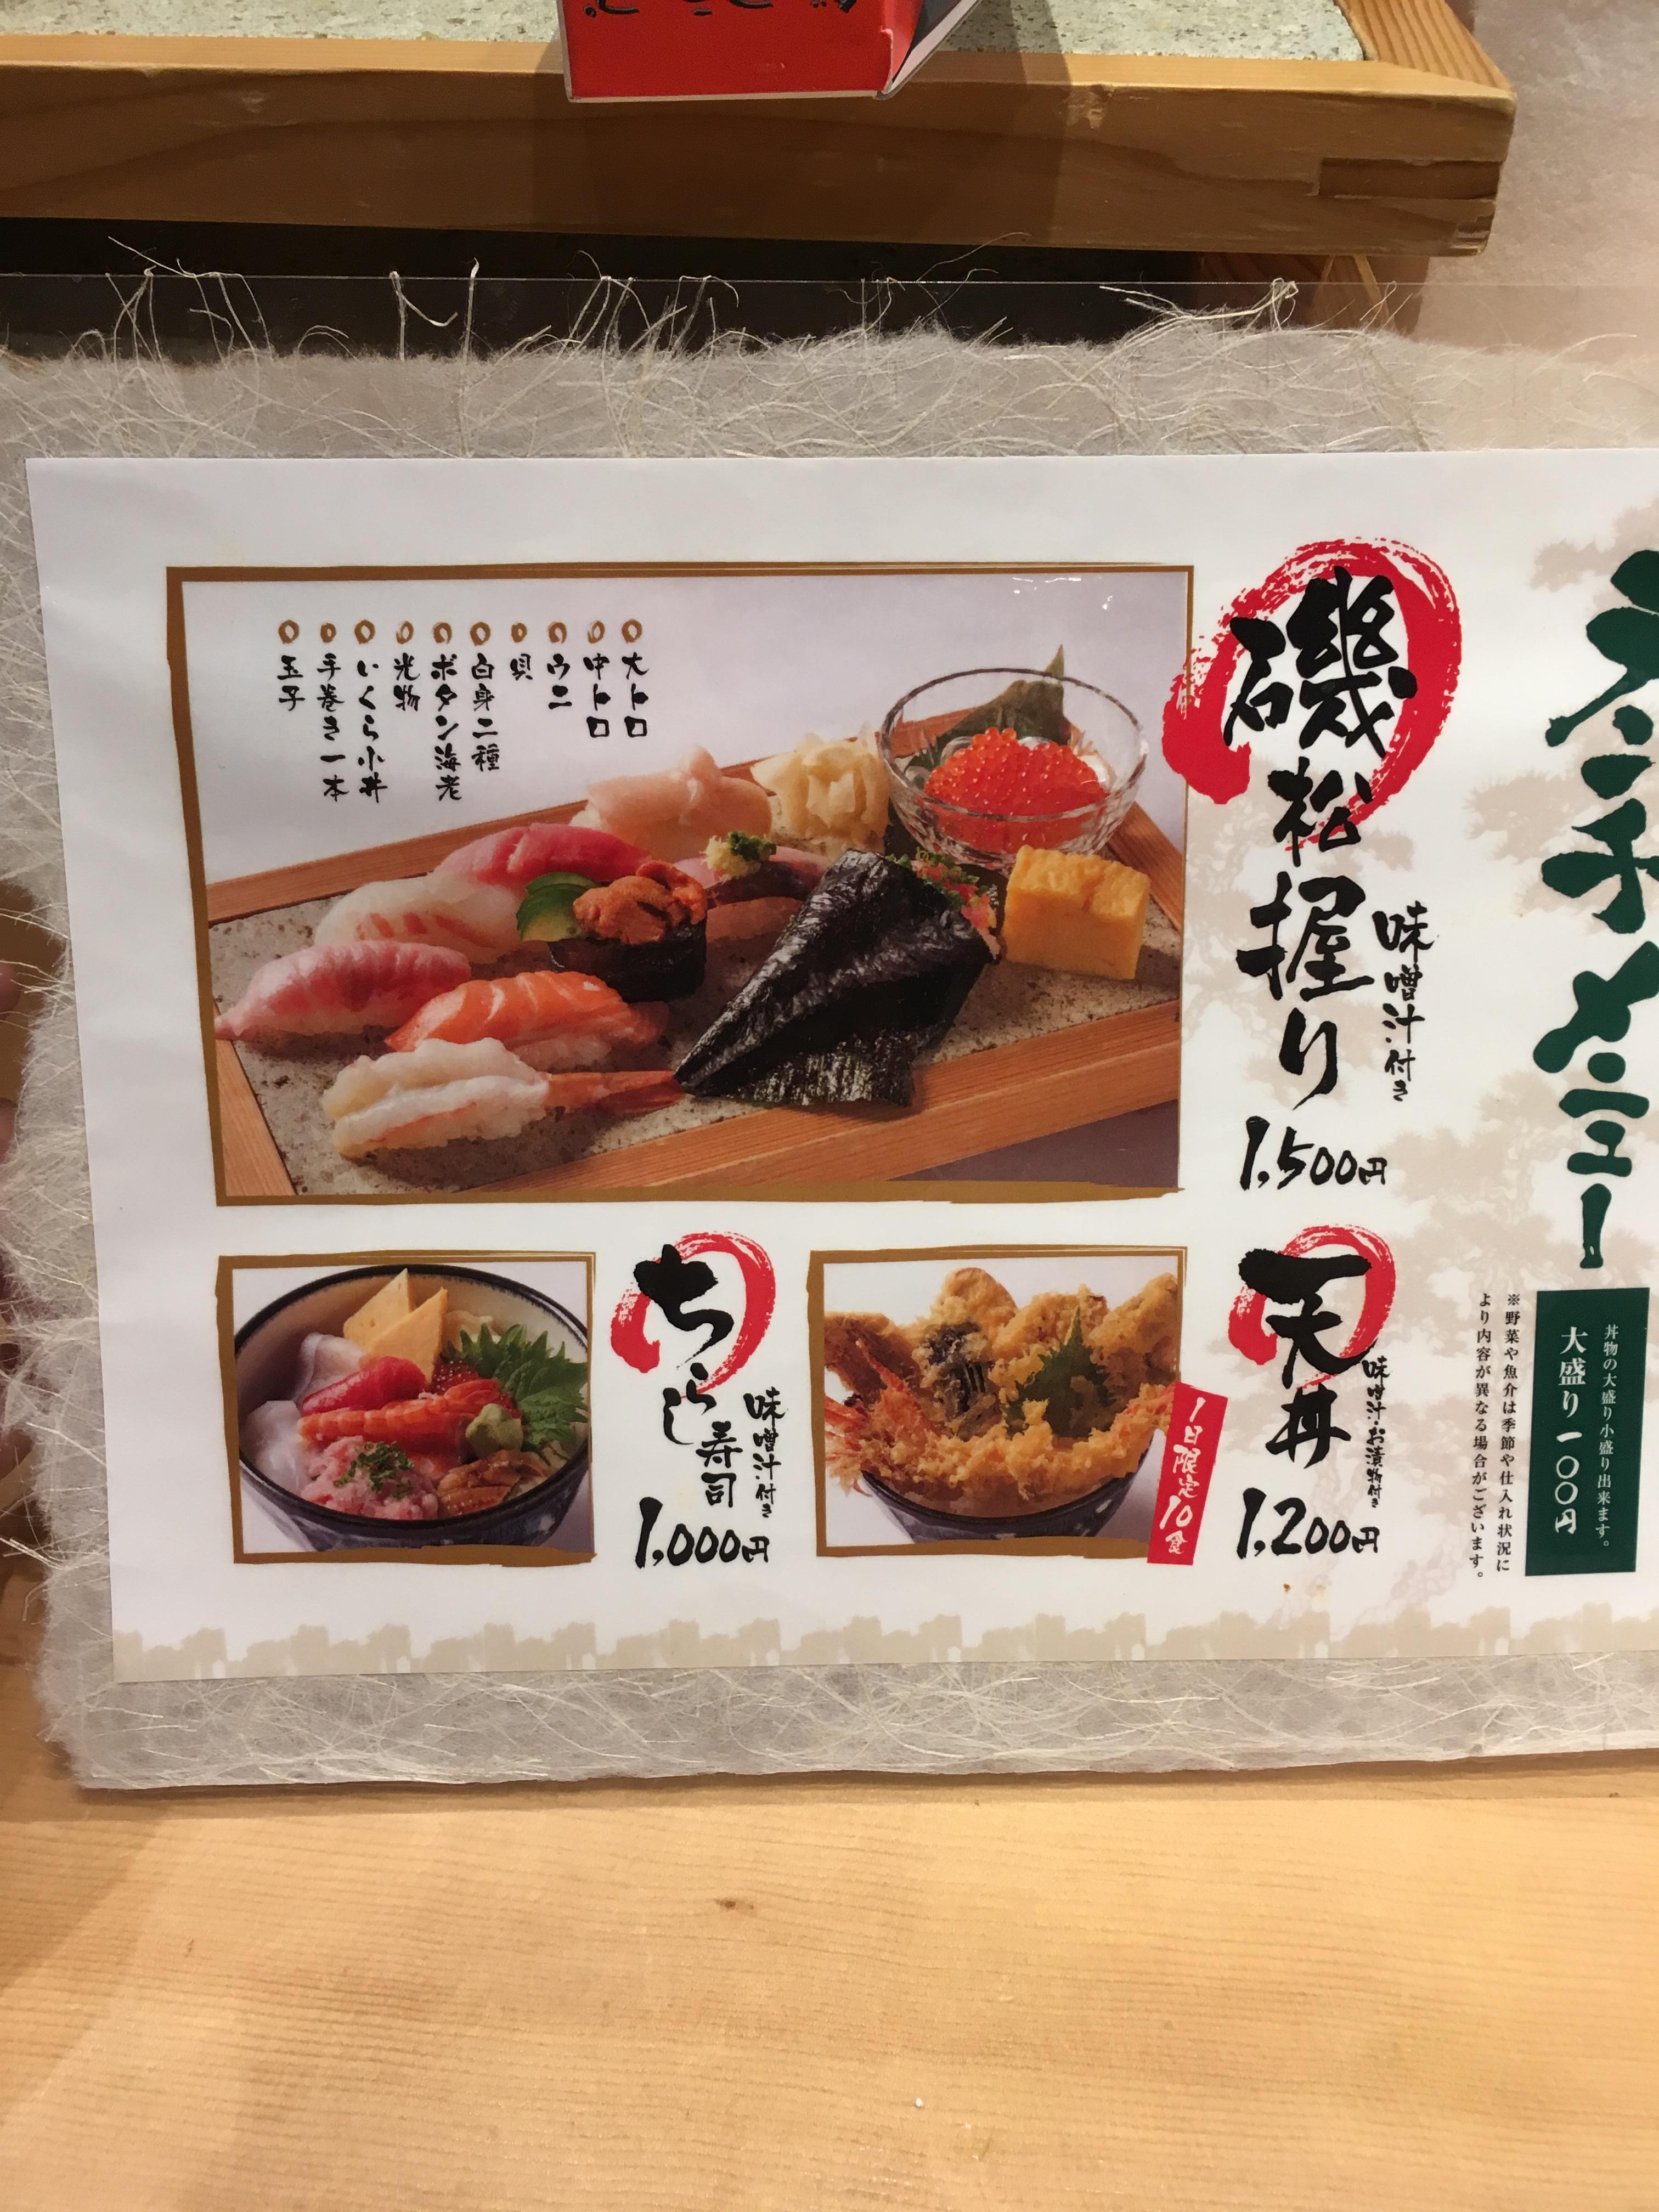 ランチメニュー
丼物の大盛り小盛り出来ます。
大盛り一〇〇円
※野菜や魚介は季節や仕入れ状況に
より内容が異なる場合がございます。
磯松握り
味噌汁付き
1,500円
大トロ
中トロ
ウニ
貝
白身二種
ボタン海老
光物
いくら小丼
手巻き一本
玉子
天丼
味噌汁・お漬物付き
1,200円
1日限定10食
ちらし寿司
味噌汁付き
1,000円